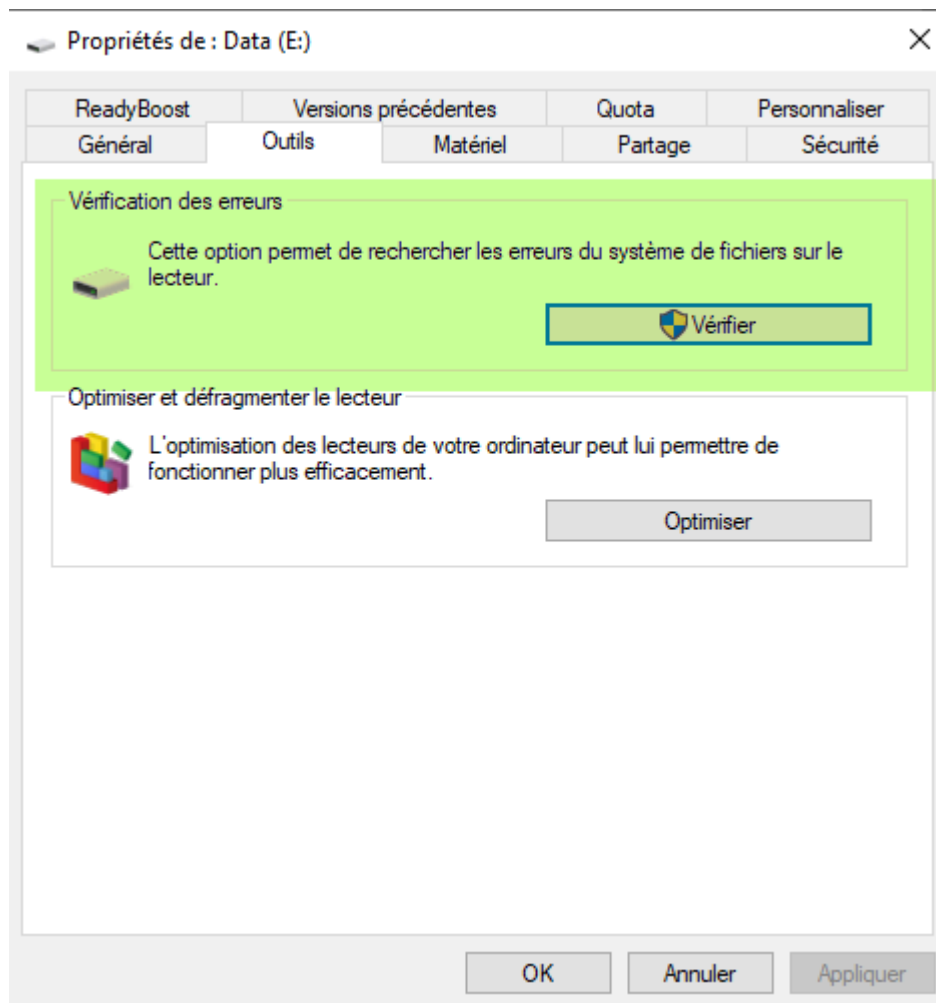 Propriétés de : Data (E:)
ReadyBoost Versions précédentes Quota Personnaliser
Général Outils Matériel Partage Sécurité
Vérification des erreurs
Cette option permet de rechercher les erreurs du système de fichiers sur le
lecteur.
Vérifier
Optimiser et défragmenter le lecteur
L'optimisation des lecteurs de votre ordinateur peut lui permettre de
fonctionner plus efficacement.
Optimiser
OK Annuler Appliquer